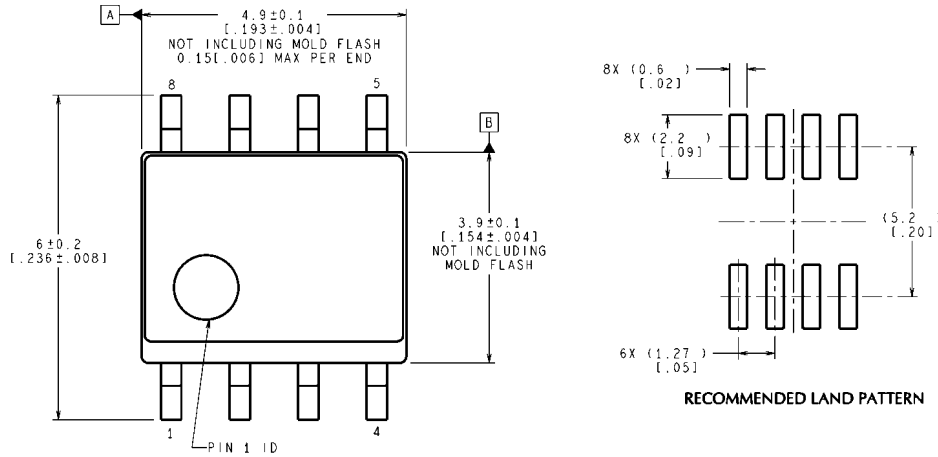 A
4.9±0.1
[.193±.004]
NOT INCLUDING MOLD FLASH
0.15[.006] MAX PER END
8
5
B
6±0.2
[.236±.008]
3.9±0.1
[.154±.004]
NOT INCLUDING
MOLD FLASH
1
4
PIN 1 ID
8X (0.6 )
[.02]
8X (2.2 )
[.09]
(5.2 )
[.20]
6X (1.27 )
[.05]
RECOMMENDED LAND PATTERN